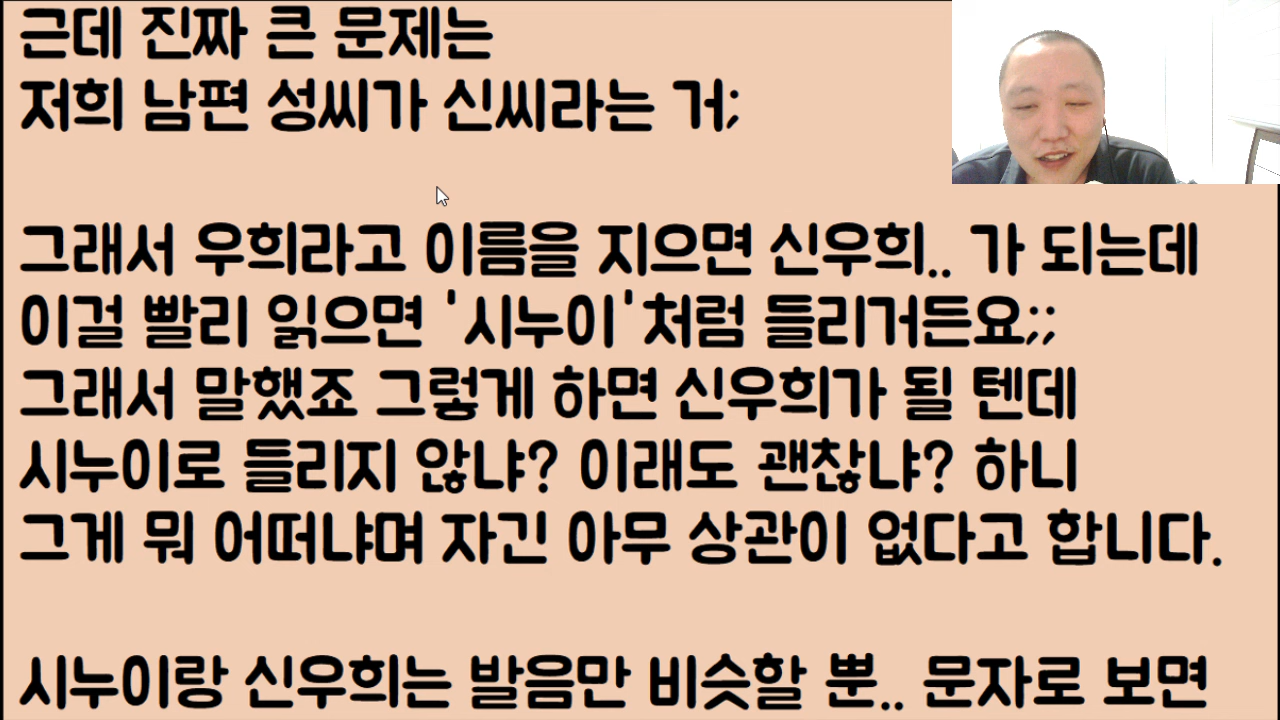 근데 진짜 큰 문제는
저희 남편 성씨가 신씨라는 거;
그래서 우희라고 이름을 지으면 신우희.. 가 되는데
이걸 빨리 읽으면 '시누이'처럼 들리거든요;;
그래서 말했죠 그렇게 하면 신우희가 될 텐데
시누이로 들리지 않냐? 이래도 괜찮냐? 하니
그게 뭐 어떠냐며 자긴 아무 상관이 없다고 합니다.
시누이랑 신우희는 발음만 비슷할 뿐.. 문자로 보면